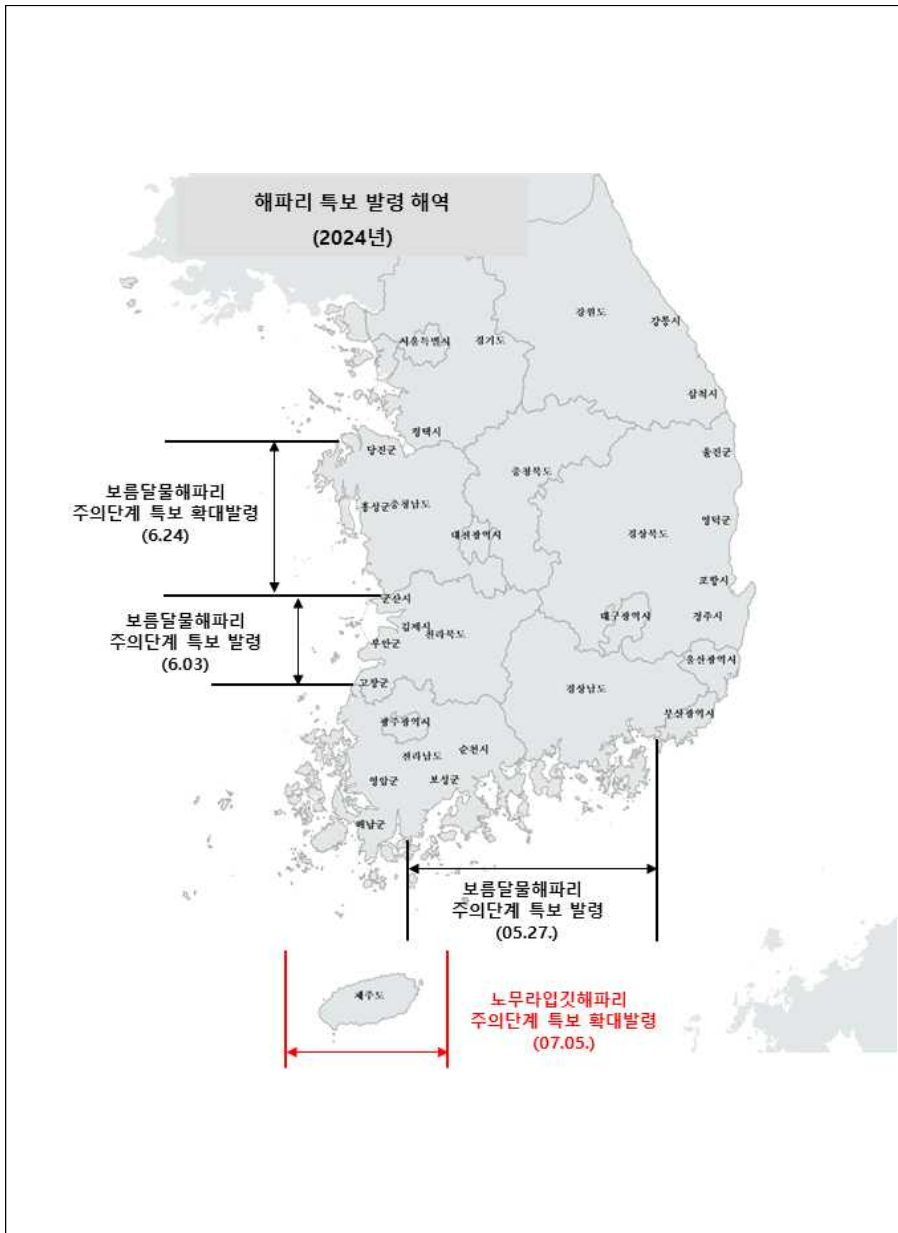 해파리 특보 발령 해역
(2024년)
강원도
강릉시
서울특별시
경기도
삼척시
평택시
당진군
울진군
충청북도
보름달물해파리
주의단계 특보 확대발령
(6.24)
홍성군
충청남도
대전광역시
경상북도
영덕군
포항시
군산시
보름달물해파리
주의단계 특보 발령
(6.03)
김제시
전라북도
부안군
대구광역시
경주시
울산광역시
고창군
경상남도
부산광역시
광주광역시
순천시
전라남도
영암군
보성군
해남군
보름달물해파리
주의단계 특보 발령
(05.27.)
제주도
노무라입깃해파리
주의단계 특보 확대발령
(07.05.)